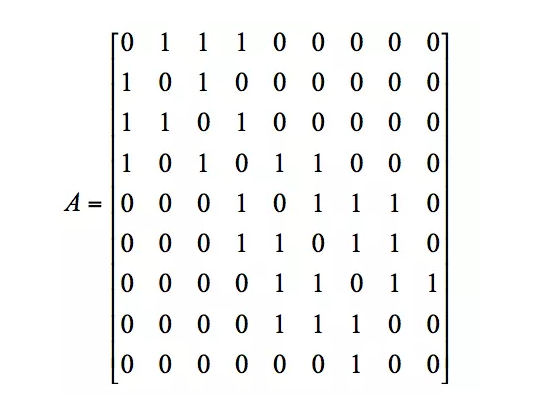 0 1 1 1 0 0 0 0 0
1 0 1 0 0 0 0 0 0
1 1 0 1 0 0 0 0 0
1 0 1 0 1 1 0 0 0
A = 0 0 0 1 0 1 1 1 0
0 0 0 1 1 0 1 1 0
0 0 0 0 1 1 0 1 1
0 0 0 0 1 1 1 0 0
0 0 0 0 0 0 1 0 0